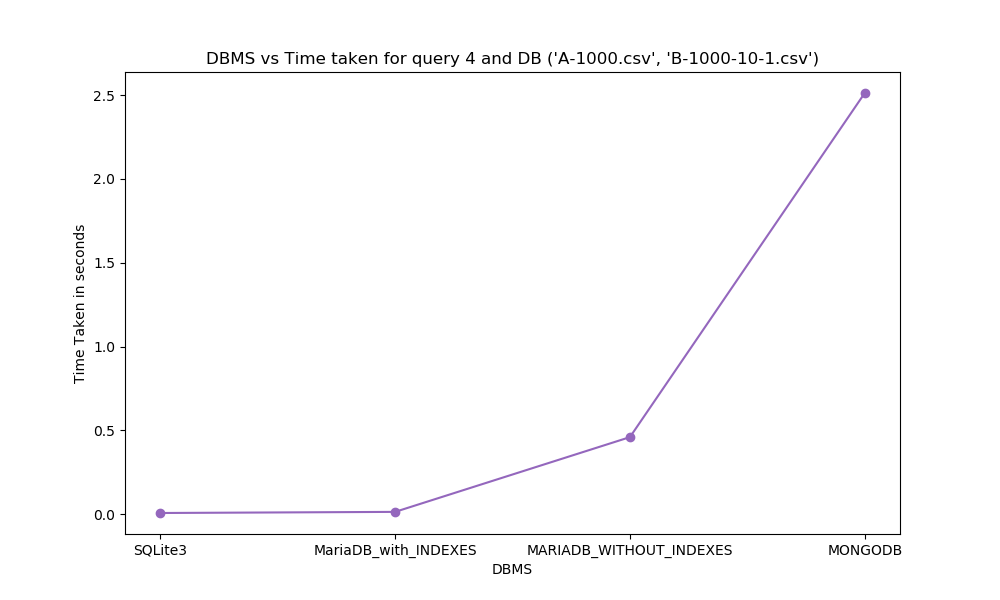 DBMS vs Time taken for query 4 and DB ('A-1000.csv', 'B-1000-10-1.csv')
2.5
2.0
1.5
1.0
0.5
0.0
Time Taken in seconds
SQLite3 MariaDB_with_INDEXES MARIADB_WITHOUT_INDEXES MONGODB
DBMS